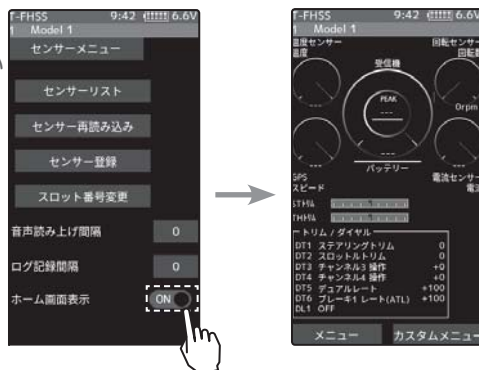 T-FHSS 9:42 6.6V
1 Model 1
センサーメニュー
センサーリスト
センサー再読み込み
センサー登録
スロット番号変更
音声読み上げ間隔 0
ログ記録間隔 0
ホーム画面表示 ON
T-FHSS 9:42 6.6V
1 Model 1
温度センサー 回転センサー
温度 回転数
受信機
PEAK
---
---
---
0rpm
バッテリー
GPS 電流センサー
スピード 電流
STﾄﾘﾑ
THﾄﾘﾑ
トリム / ダイヤル
DT1 ステアリングトリム 0
DT2 スロットルトリム 0
DT3 チャンネル3 操作 +0
DT4 チャンネル4 操作 +0
DT5 デュアルレート +100
DT6 ブレーキ1 レート(ATL) +100
DL1 OFF
メニュー カスタムメニュー